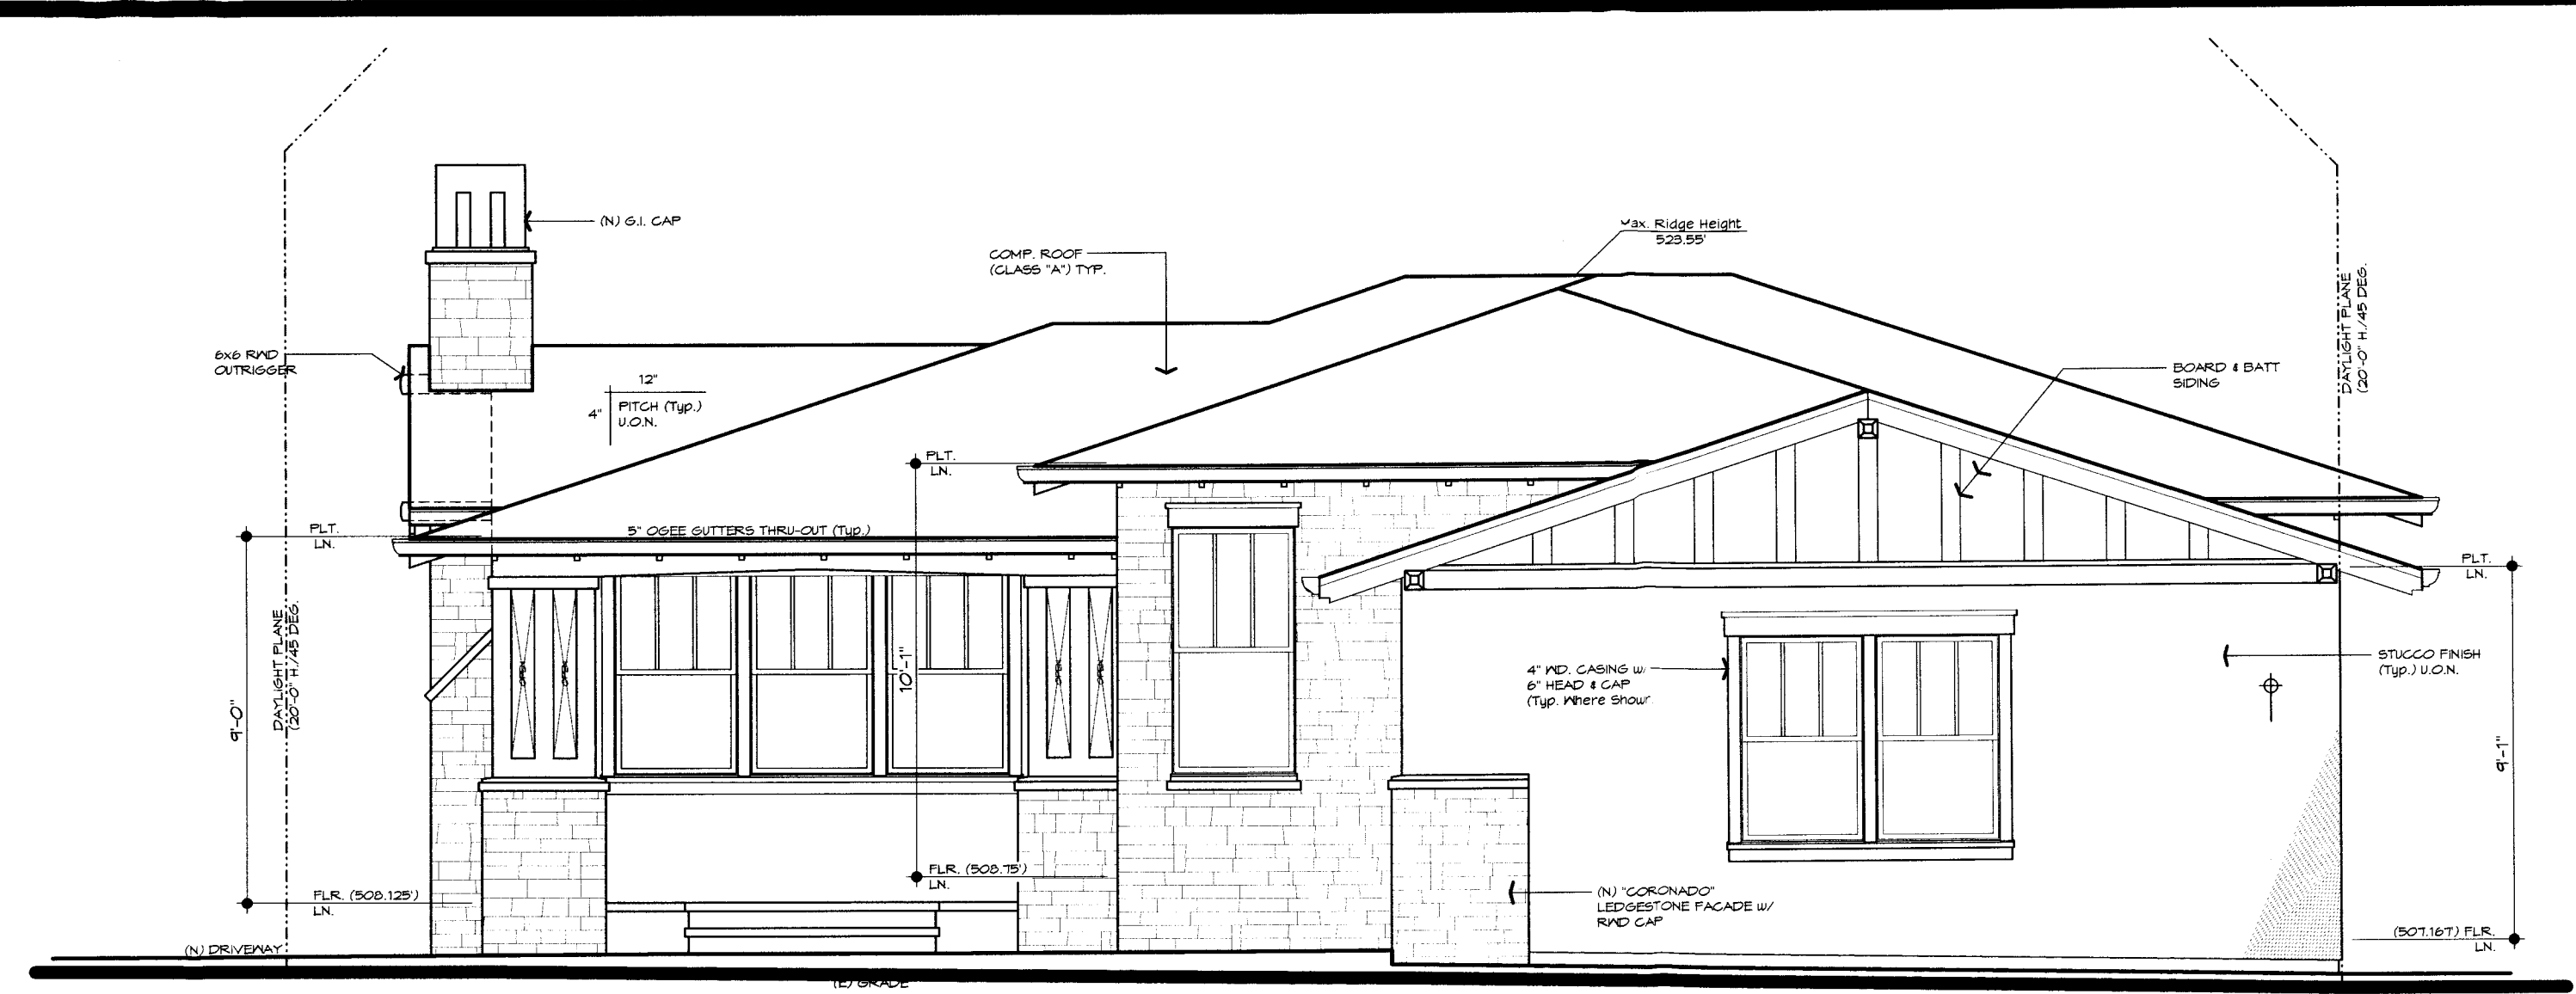 (N) G.I. CAP
Max. Ridge Height
523.55'
COMP. ROOF
(CLASS "A") TYP.
6x6 RWD
OUTRIGGER
12"
4"
PITCH (Typ.)
U.O.N.
DAYLIGHT PLANE
(20'-0" H./45 DEG.
BOARD & BATT
SIDING
PLT.
LN.
PLT.
LN.
5" OGEE GUTTERS THRU-OUT (Typ.)
PLT.
LN.
9'-0"
DAYLIGHT PLANE
(20'-0" H./45 DEG.
OPEN
OPEN
10'-1"
OPEN
OPEN
4" WD. CASING w/
6" HEAD & CAP
(Typ. Where Shown
STUCCO FINISH
(Typ.) U.O.N.
9'-1"
FLR. (508.125')
LN.
FLR. (508.75')
LN.
(N) "CORONADO"
LEDGESTONE FACADE w/
RWD CAP
(507.167') FLR.
LN.
(N) DRIVEWAY
(E) GRADE